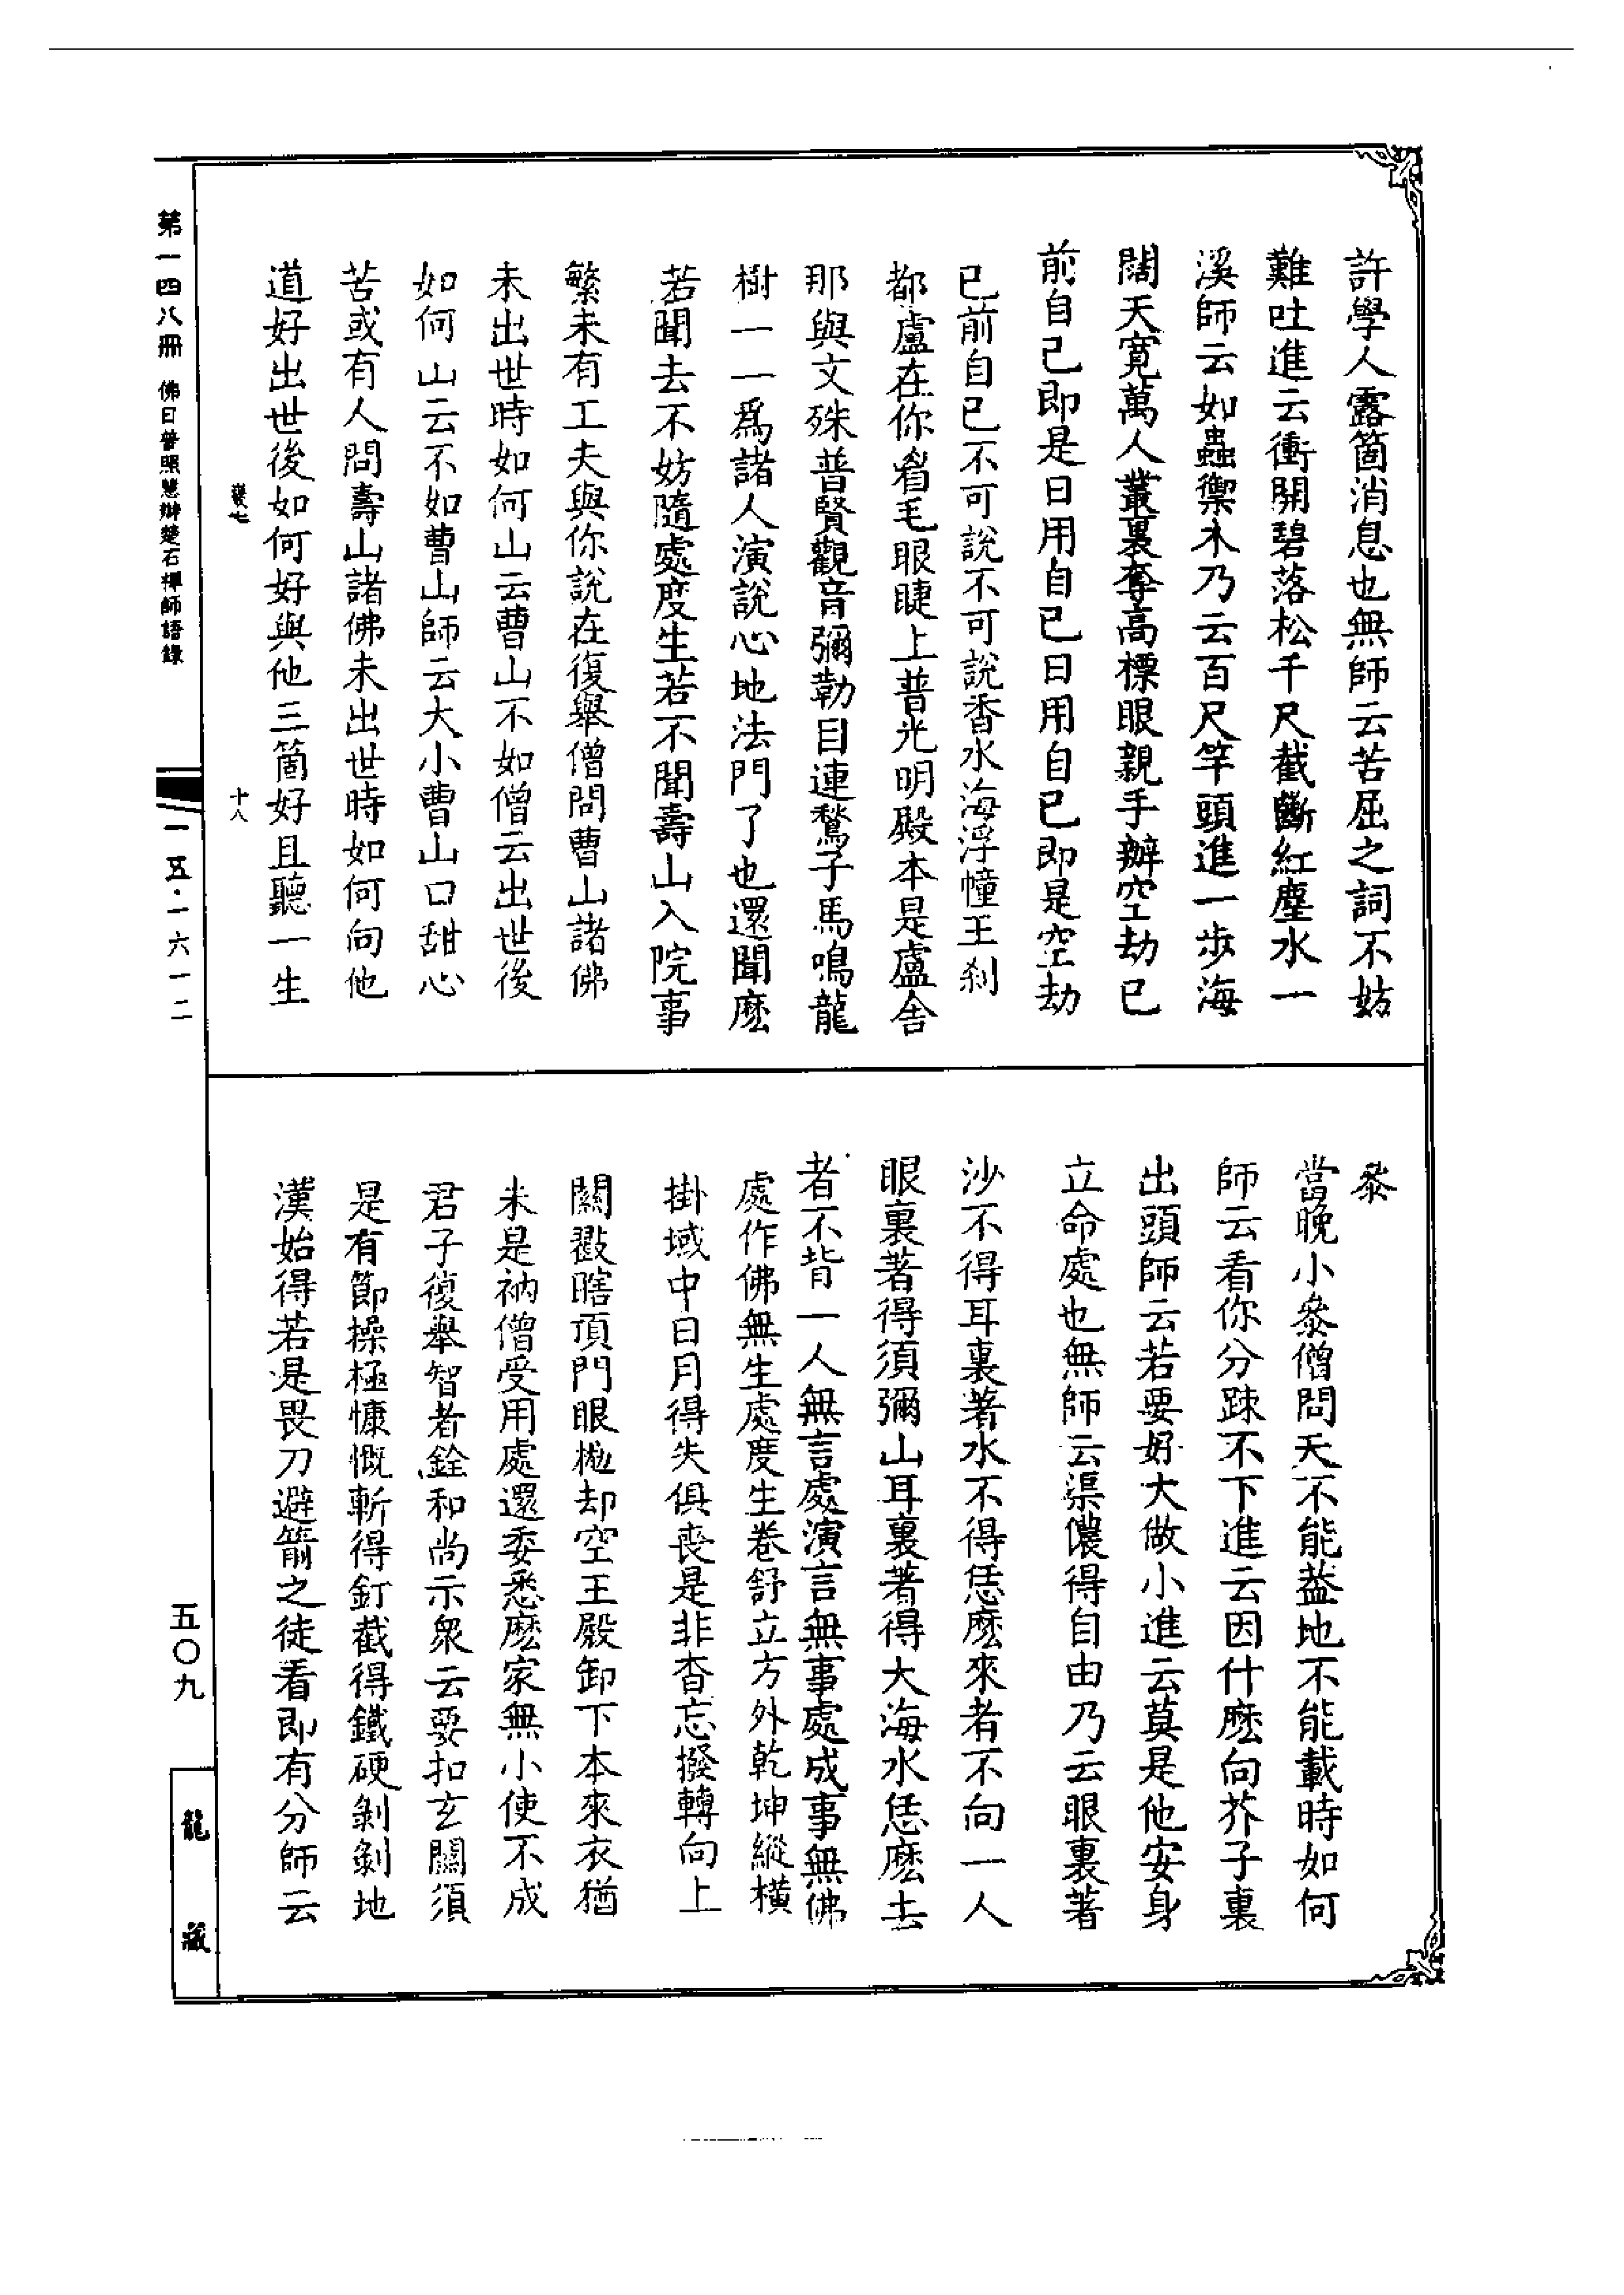 許學人露箇消息也無師云苦屈之詞不妨
難吐進云衝開碧落松千尺截斷紅塵水一
溪師云如蟲禦木乃云百尺竿頭進一步海
闊天寬萬人叢裏奪高標眼親手辦空劫已
前自己即是日用自已日用自已即是空劫
已前自已不可說不可說香水海浮幢王剎
都盧在你眉毛眼睫上普光明殿本是盧舍
那與文殊普賢觀音彌勒目連鶖子馬鳴龍
樹一一為諸人演說心地法門了也還聞麽
若聞去不妨隨處度生若不聞壽山入院事
繁未有工夫與你說在復舉僧問曹山諸佛
未出世時如何山云曹山不如僧云出世後
如何山云不如曹山師云大小曹山口甜心
苦或有人問壽山諸佛未出世時如何向他
道好出世後如何好與他三箇好且聽一生
叅
當晚小叅僧問天不能葢地不能載時如何
師云看你分疎不下進云因什麽向芥子裏
出頭師云若要好大做小進云莫是他安身
立命處也無師云渠儂得自由乃云眼裏著
沙不得耳裏著水不得恁麽來者不向一人
眼裏著得須彌山耳裏著得大海水恁麽去
者不背一人無言處演言無事處成事無佛
處作佛無生處度生卷舒立方外乾坤縱橫
掛域中日月得失俱喪是非杳忘撥轉向上
關敲瞎頂門眼拋却空王殿卸下本來衣猶
未是衲僧受用處還委悉麽家無小使不成
君子復舉智者銓和尚示衆云要扣玄關須
是有節操極慷慨斬得釘截得鐵硬剝剝地
漢始得若是畏刀避箭之徒看即有分師云
第一四八冊 佛日普照慧辯楚石禪師語錄
卷七
十八
一五·一六一二
五〇九
龍藏